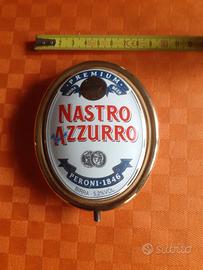 PREMIUM
NASTRO
AZZURRO
PERONI · 1846
BIRRA - 5,2% VOL.
subito